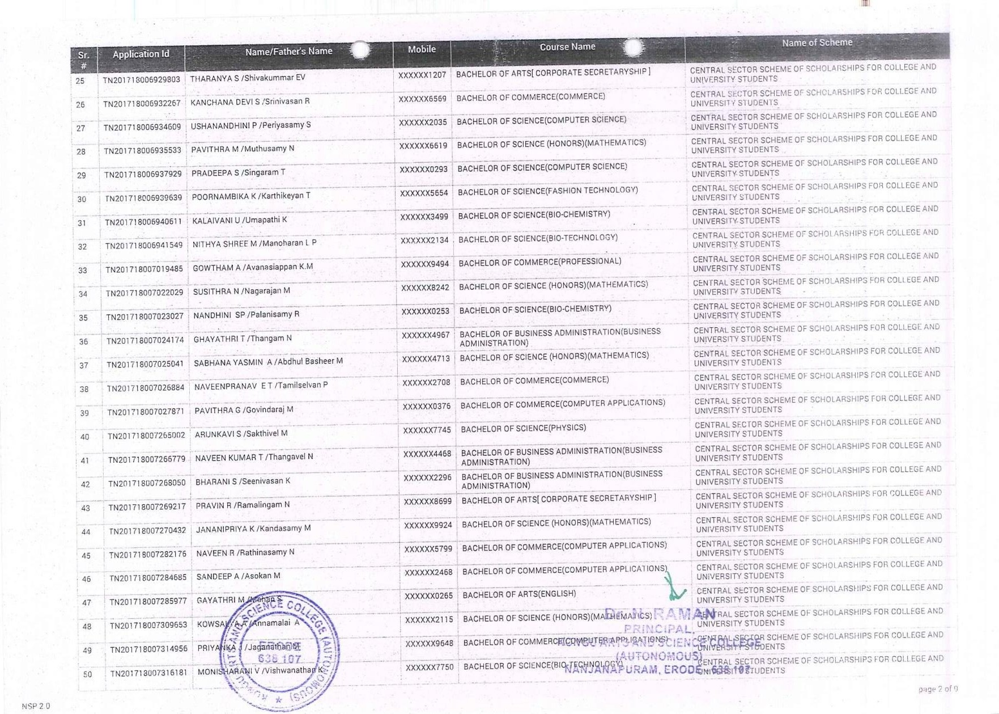 Sr. # Application Id Name/Father's Name Mobile Course Name Name of Scheme
25 TN201718006929803 THARANYA S /Shivakummar EV XXXXXX1207 BACHELOR OF ARTS[ CORPORATE SECRETARYSHIP ] CENTRAL SECTOR SCHEME OF SCHOLARSHIPS FOR COLLEGE AND
UNIVERSITY STUDENTS
26 TN201718006932267 KANCHANA DEVI S /Srinivasan R XXXXXX6569 BACHELOR OF COMMERCE(COMMERCE) CENTRAL SECTOR SCHEME OF SCHOLARSHIPS FOR COLLEGE AND
UNIVERSITY STUDENTS
27 TN201718006934609 USHANANDHINI P /Periyasamy S XXXXXX2035 BACHELOR OF SCIENCE(COMPUTER SCIENCE) CENTRAL SECTOR SCHEME OF SCHOLARSHIPS FOR COLLEGE AND
UNIVERSITY STUDENTS
28 TN201718006935533 PAVITHRA M /Muthusamy N XXXXXX6619 BACHELOR OF SCIENCE (HONORS)(MATHEMATICS) CENTRAL SECTOR SCHEME OF SCHOLARSHIPS FOR COLLEGE AND
UNIVERSITY STUDENTS
29 TN201718006937929 PRADEEPA S /Singaram T XXXXXX0293 BACHELOR OF SCIENCE(COMPUTER SCIENCE) CENTRAL SECTOR SCHEME OF SCHOLARSHIPS FOR COLLEGE AND
UNIVERSITY STUDENTS
30 TN201718006939639 POORNAMBIKA K /Karthikeyan T XXXXXX5654 BACHELOR OF SCIENCE(FASHION TECHNOLOGY) CENTRAL SECTOR SCHEME OF SCHOLARSHIPS FOR COLLEGE AND
UNIVERSITY STUDENTS
31 TN201718006940611 KALAIVANI U /Umapathi K XXXXXX3499 BACHELOR OF SCIENCE(BIO-CHEMISTRY) CENTRAL SECTOR SCHEME OF SCHOLARSHIPS FOR COLLEGE AND
UNIVERSITY STUDENTS
32 TN201718006941549 NITHYA SHREE M /Manoharan L P XXXXXX2134 BACHELOR OF SCIENCE(BIO-TECHNOLOGY) CENTRAL SECTOR SCHEME OF SCHOLARSHIPS FOR COLLEGE AND
UNIVERSITY STUDENTS
33 TN201718007019485 GOWTHAM A /Avanasiappan K.M XXXXXX9494 BACHELOR OF COMMERCE(PROFESSIONAL) CENTRAL SECTOR SCHEME OF SCHOLARSHIPS FOR COLLEGE AND
UNIVERSITY STUDENTS
34 TN201718007022029 SUSITHRA N /Nagarajan M XXXXXX8242 BACHELOR OF SCIENCE (HONORS)(MATHEMATICS) CENTRAL SECTOR SCHEME OF SCHOLARSHIPS FOR COLLEGE AND
UNIVERSITY STUDENTS
35 TN201718007023027 NANDHINI SP /Palanisamy R XXXXXX0253 BACHELOR OF SCIENCE(BIO-CHEMISTRY) CENTRAL SECTOR SCHEME OF SCHOLARSHIPS FOR COLLEGE AND
UNIVERSITY STUDENTS
36 TN201718007024174 GHAYATHRI T /Thangam N XXXXXX4967 BACHELOR OF BUSINESS ADMINISTRATION(BUSINESS CENTRAL SECTOR SCHEME OF SCHOLARSHIPS FOR COLLEGE AND
ADMINISTRATION) UNIVERSITY STUDENTS
37 TN201718007025041 SABHANA YASMIN A /Abdhul Basheer M XXXXXX4713 BACHELOR OF SCIENCE (HONORS)(MATHEMATICS) CENTRAL SECTOR SCHEME OF SCHOLARSHIPS FOR COLLEGE AND
UNIVERSITY STUDENTS
38 TN201718007026884 NAVEENPRANAV E T /Tamilselvan P XXXXXX2708 BACHELOR OF COMMERCE(COMMERCE) CENTRAL SECTOR SCHEME OF SCHOLARSHIPS FOR COLLEGE AND
UNIVERSITY STUDENTS
39 TN201718007027871 PAVITHRA G /Govindaraj M XXXXXX0376 BACHELOR OF COMMERCE(COMPUTER APPLICATIONS) CENTRAL SECTOR SCHEME OF SCHOLARSHIPS FOR COLLEGE AND
UNIVERSITY STUDENTS
40 TN201718007265002 ARUNKAVI S /Sakthivel M XXXXXX7745 BACHELOR OF SCIENCE(PHYSICS) CENTRAL SECTOR SCHEME OF SCHOLARSHIPS FOR COLLEGE AND
UNIVERSITY STUDENTS
41 TN201718007266779 NAVEEN KUMAR T /Thangavel N XXXXXX4468 BACHELOR OF BUSINESS ADMINISTRATION(BUSINESS CENTRAL SECTOR SCHEME OF SCHOLARSHIPS FOR COLLEGE AND
ADMINISTRATION) UNIVERSITY STUDENTS
42 TN201718007268050 BHARANI S /Seenivasan K XXXXXX2296 BACHELOR OF BUSINESS ADMINISTRATION(BUSINESS CENTRAL SECTOR SCHEME OF SCHOLARSHIPS FOR COLLEGE AND
ADMINISTRATION) UNIVERSITY STUDENTS
43 TN201718007269217 PRAVIN R /Ramalingam N XXXXXX8699 BACHELOR OF ARTS[ CORPORATE SECRETARYSHIP ] CENTRAL SECTOR SCHEME OF SCHOLARSHIPS FOR COLLEGE AND
UNIVERSITY STUDENTS
44 TN201718007270432 JANANIPRIYA K /Kandasamy M XXXXXX9924 BACHELOR OF SCIENCE (HONORS)(MATHEMATICS) CENTRAL SECTOR SCHEME OF SCHOLARSHIPS FOR COLLEGE AND
UNIVERSITY STUDENTS
45 TN201718007282176 NAVEEN R /Rathinasamy N XXXXXX5799 BACHELOR OF COMMERCE(COMPUTER APPLICATIONS) CENTRAL SECTOR SCHEME OF SCHOLARSHIPS FOR COLLEGE AND
UNIVERSITY STUDENTS
46 TN201718007284685 SANDEEP A /Asokan M XXXXXX2468 BACHELOR OF COMMERCE(COMPUTER APPLICATIONS) CENTRAL SECTOR SCHEME OF SCHOLARSHIPS FOR COLLEGE AND
UNIVERSITY STUDENTS
47 TN201718007285977 GAYATHRI M /Mohan S XXXXXX0265 BACHELOR OF ARTS(ENGLISH) CENTRAL SECTOR SCHEME OF SCHOLARSHIPS FOR COLLEGE AND
UNIVERSITY STUDENTS
48 TN201718007309653 KOWSALYA A /Annamalai A XXXXXX2115 BACHELOR OF SCIENCE (HONORS)(MATHEMATICS) CENTRAL SECTOR SCHEME OF SCHOLARSHIPS FOR COLLEGE AND
UNIVERSITY STUDENTS
49 TN201718007314956 PRIYANKA J /Jaganathan M XXXXXX9648 BACHELOR OF COMMERCE(COMPUTER APPLICATIONS) CENTRAL SECTOR SCHEME OF SCHOLARSHIPS FOR COLLEGE AND
UNIVERSITY STUDENTS
50 TN201718007316181 MONISHARANI V /Vishwanathan K XXXXXX7750 BACHELOR OF SCIENCE(BIO-TECHNOLOGY) CENTRAL SECTOR SCHEME OF SCHOLARSHIPS FOR COLLEGE AND
UNIVERSITY STUDENTS
KONGU ARTS AND SCIENCE COLLEGE (AUTONOMOUS) ★
ERODE
638 107
Dr. N. RAMAN
PRINCIPAL,
KONGU ARTS AND SCIENCE COLLEGE
(AUTONOMOUS)
NANJANAPURAM, ERODE - 638 107
page 2 of 9
NSP 2.0